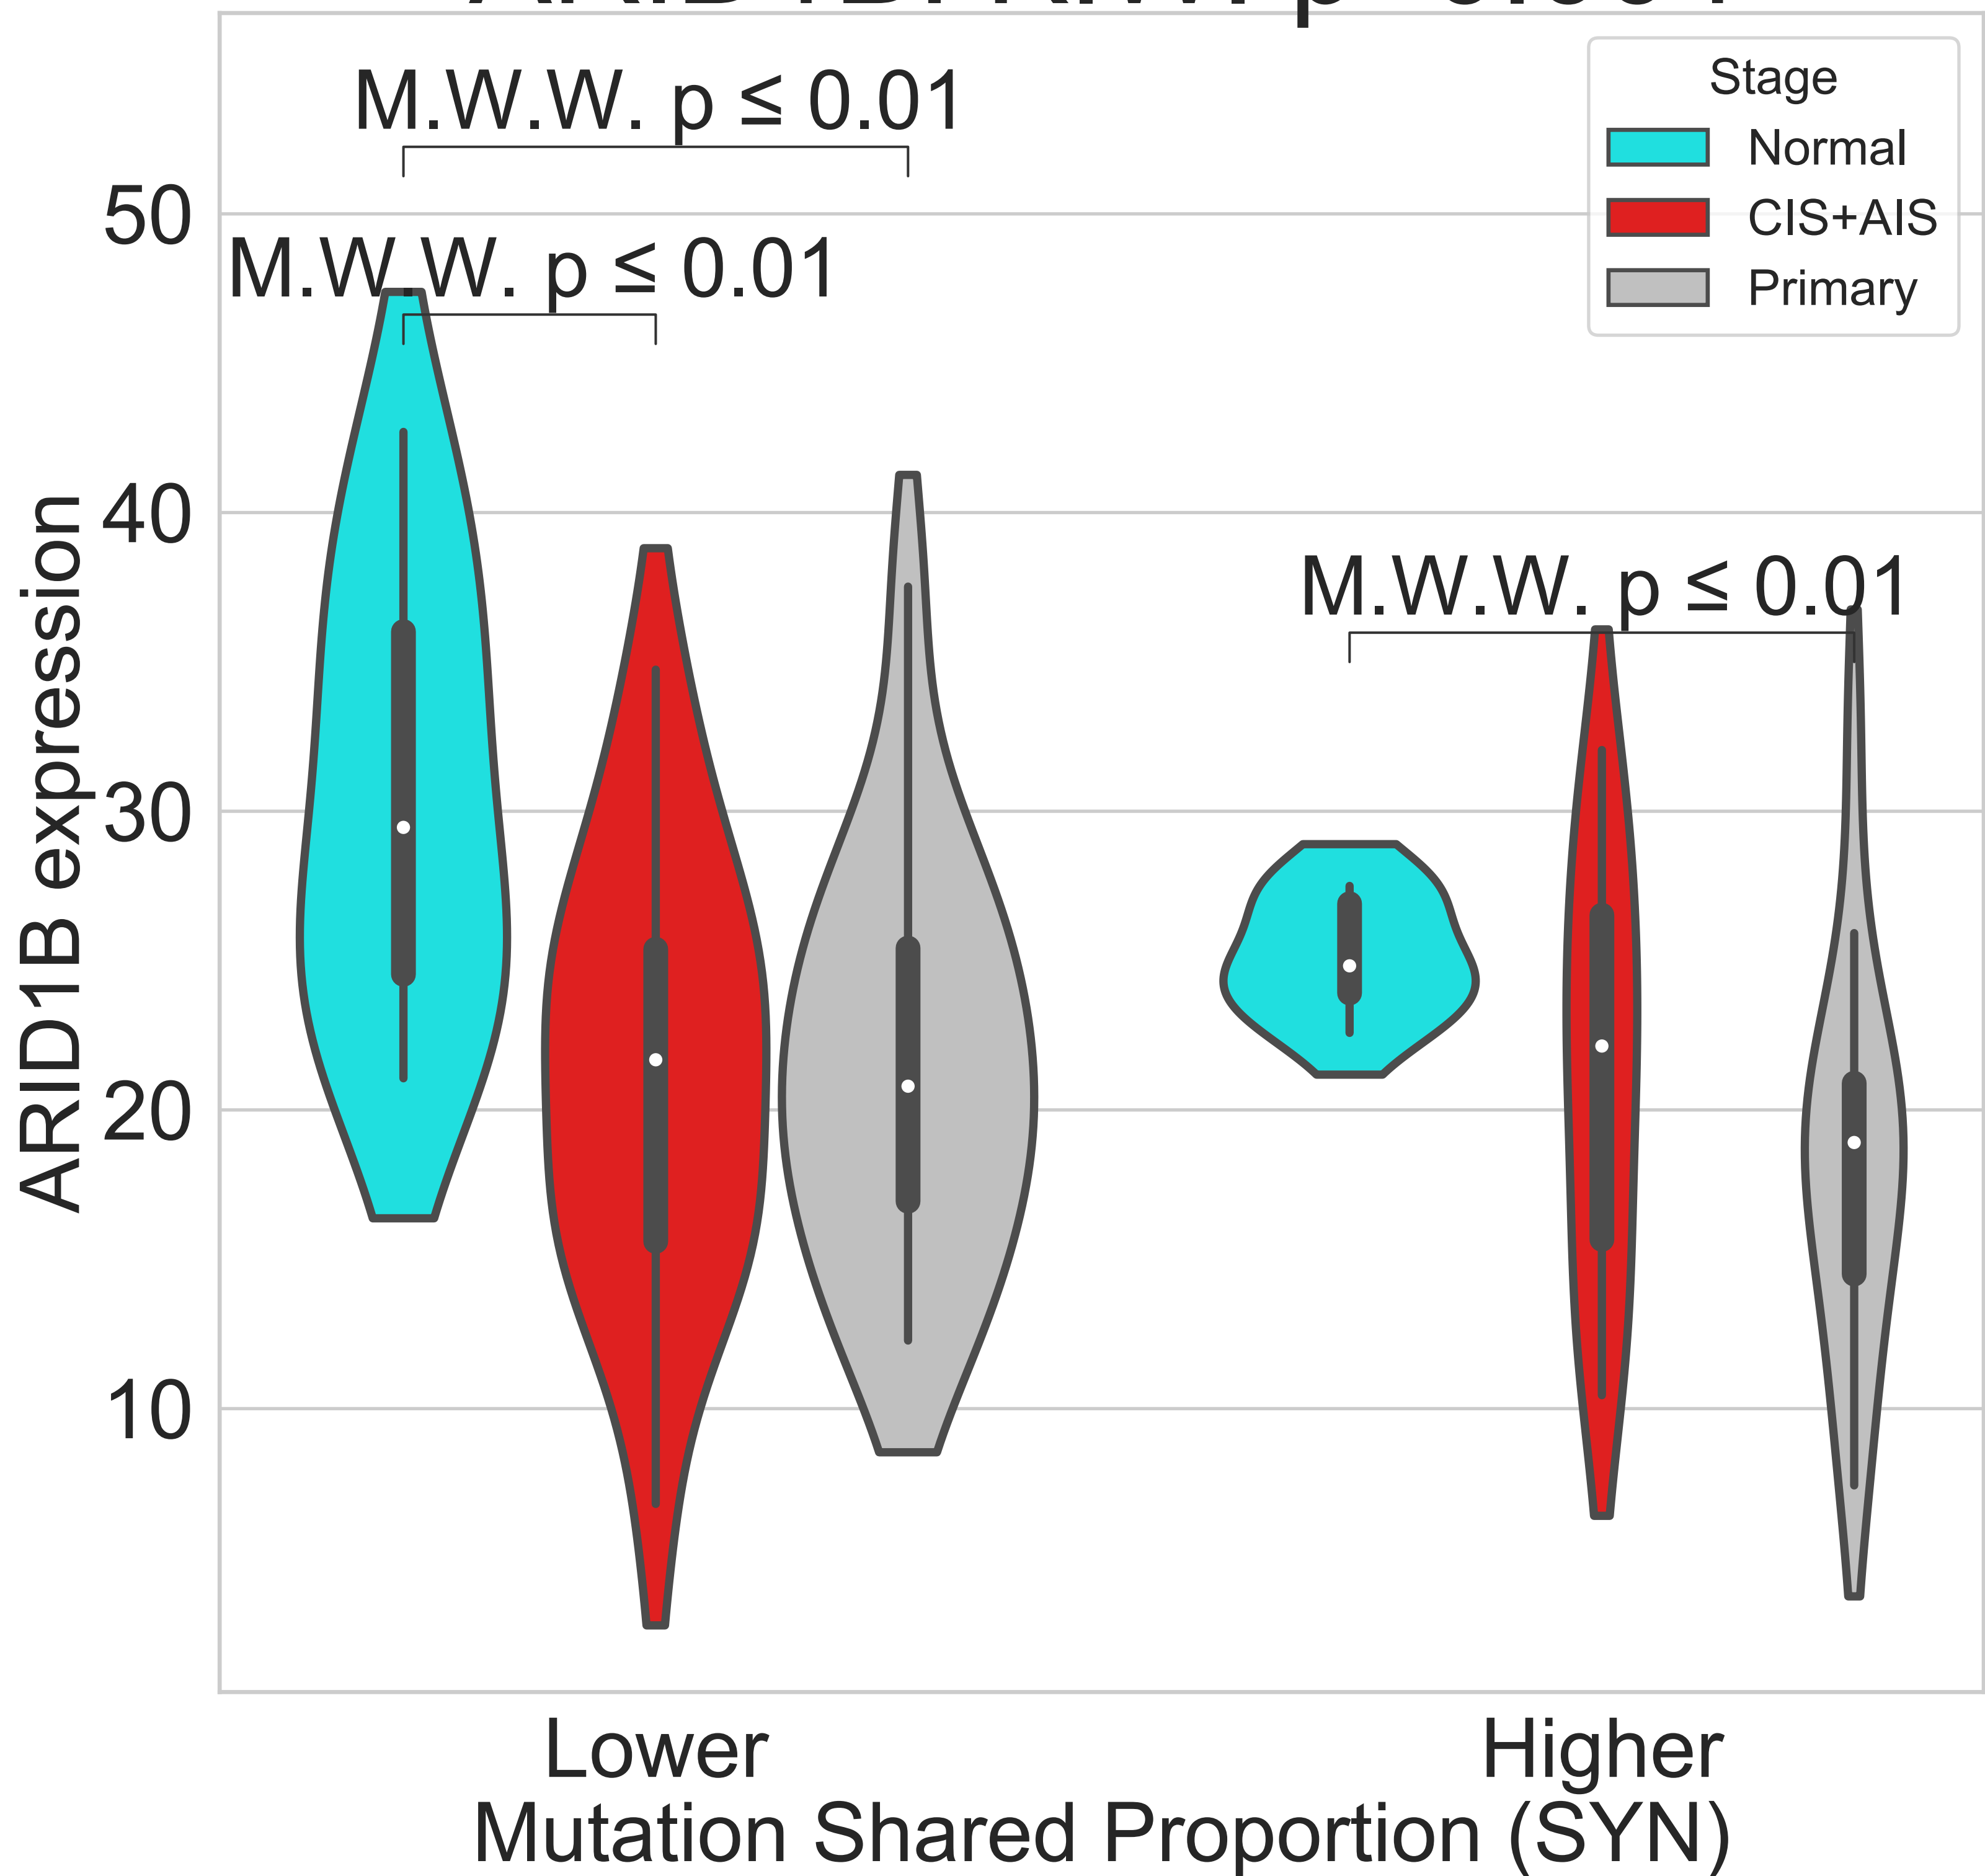 M.W.W. p ≤ 0.01
M.W.W. p ≤ 0.01
M.W.W. p ≤ 0.01
Stage
Normal
CIS+AIS
Primary
50
40
30
20
10
ARID1B expression
Lower
Higher
Mutation Shared Proportion (SYN)